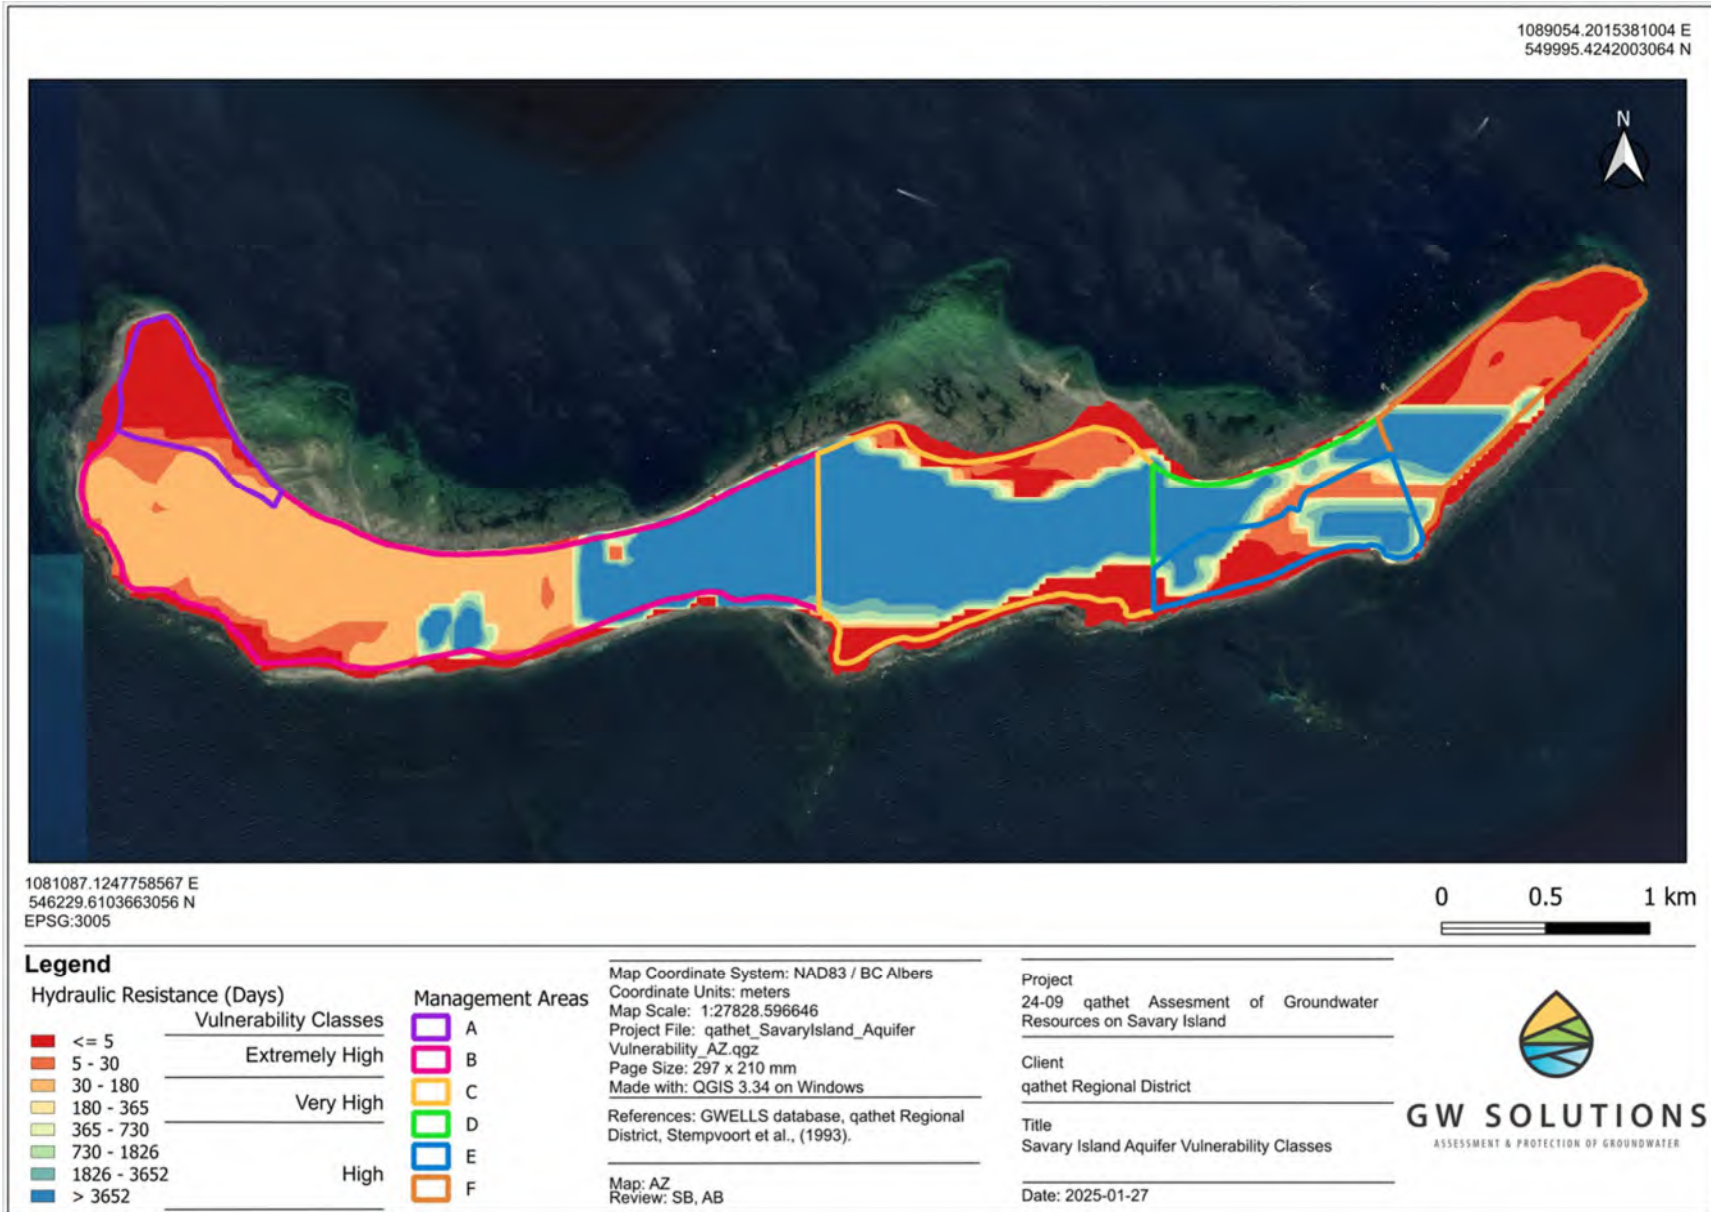 1089054.2015381004 E
549995.4242003064 N
N
1081087.1247758567 E
546229.6103663056 N
EPSG:3005
0 0.5 1 km
Legend
Hydraulic Resistance (Days)
Vulnerability Classes
<= 5
5 - 30
30 - 180
180 - 365
365 - 730
730 - 1826
1826 - 3652
> 3652
Extremely High
Very High
High
Management Areas
A
B
C
D
E
F
Map Coordinate System: NAD83 / BC Albers
Coordinate Units: meters
Map Scale: 1:27828.596646
Project File: qathet_SavaryIsland_Aquifer
Vulnerability_AZ.qgz
Page Size: 297 x 210 mm
Made with: QGIS 3.34 on Windows
References: GWELLS database, qathet Regional
District, Stempvoort et al., (1993).
Map: AZ
Review: SB, AB
Project
24-09 qathet Assesment of Groundwater
Resources on Savary Island
Client
qathet Regional District
Title
Savary Island Aquifer Vulnerability Classes
Date: 2025-01-27
GW SOLUTIONS
ASSESSMENT & PROTECTION OF GROUNDWATER